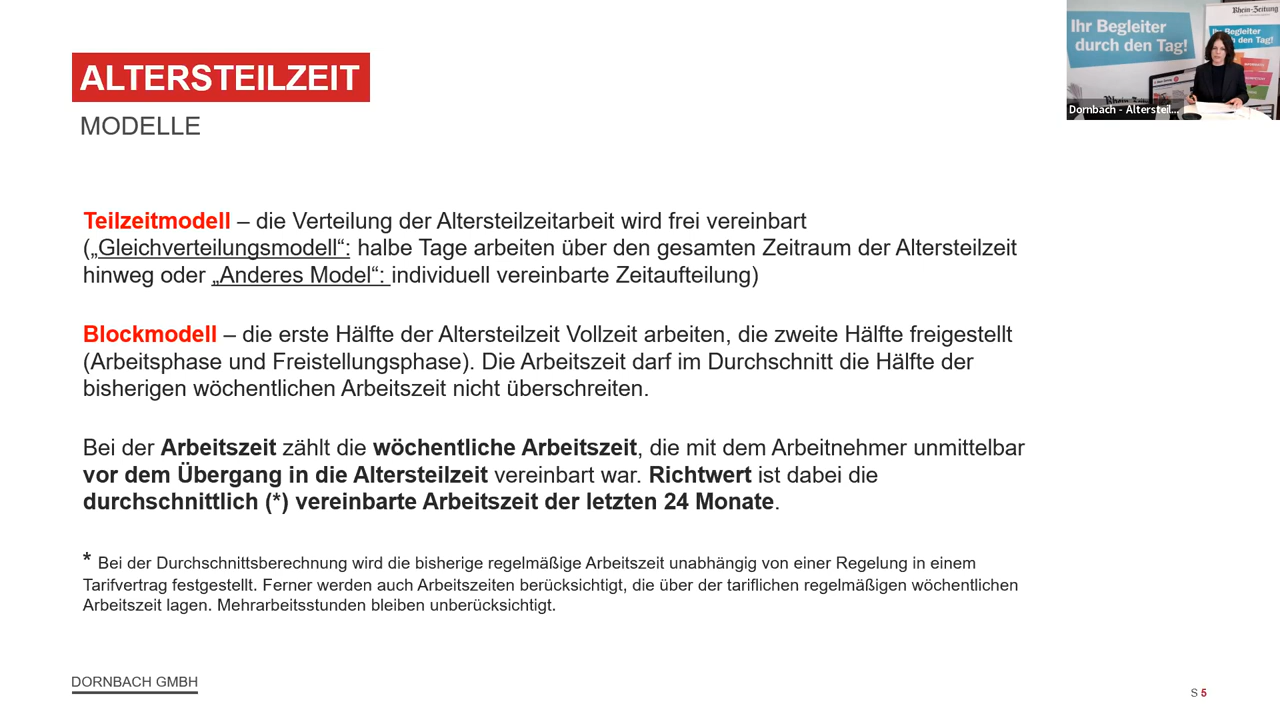 ALTERSTEILZEIT
MODELLE
Teilzeitmodell – die Verteilung der Altersteilzeitarbeit wird frei vereinbart
(„Gleichverteilungsmodell“: halbe Tage arbeiten über den gesamten Zeitraum der Altersteilzeit
hinweg oder „Anderes Model“: individuell vereinbarte Zeitaufteilung)
Blockmodell – die erste Hälfte der Altersteilzeit Vollzeit arbeiten, die zweite Hälfte freigestellt
(Arbeitsphase und Freistellungsphase). Die Arbeitszeit darf im Durchschnitt die Hälfte der
bisherigen wöchentlichen Arbeitszeit nicht überschreiten.
Bei der Arbeitszeit zählt die wöchentliche Arbeitszeit, die mit dem Arbeitnehmer unmittelbar
vor dem Übergang in die Altersteilzeit vereinbart war. Richtwert ist dabei die
durchschnittlich (*) vereinbarte Arbeitszeit der letzten 24 Monate.
* Bei der Durchschnittsberechnung wird die bisherige regelmäßige Arbeitszeit unabhängig von einer Regelung in einem
Tarifvertrag festgestellt. Ferner werden auch Arbeitszeiten berücksichtigt, die über der tariflichen regelmäßigen wöchentlichen
Arbeitszeit lagen. Mehrarbeitsstunden bleiben unberücksichtigt.
DORNBACH GMBH
S 5
Rhein-Zeitung
Ihr Begleiter
durch den Tag!
Ihr Begleiter
durch den Tag!
Dornbach - Altersteil...